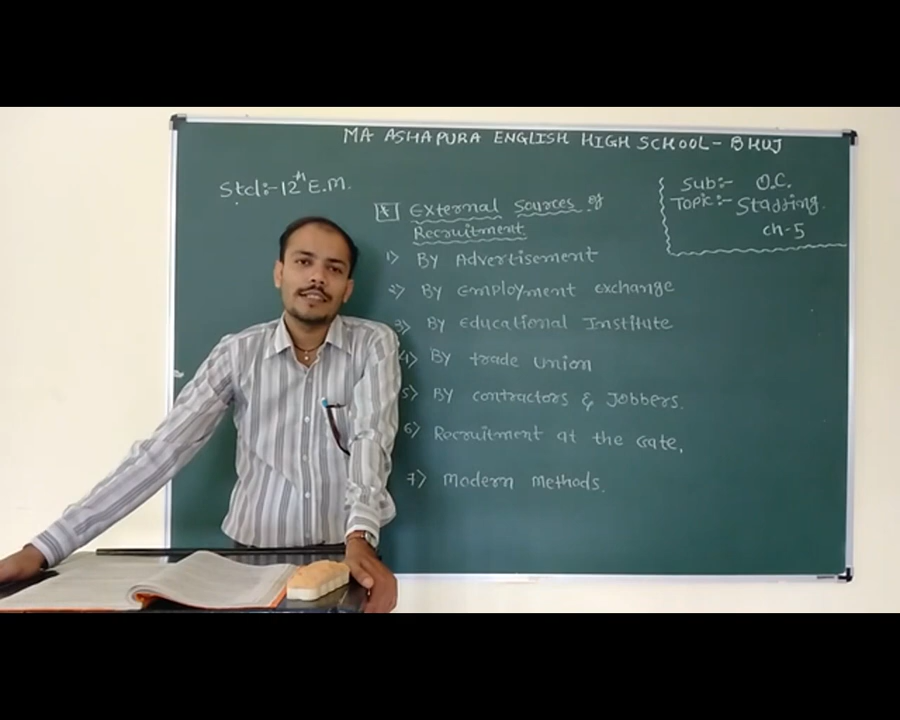 MA ASHAPURA ENGLISH HIGH SCHOOL - BHUJ
Std:- 12th E.M.
Sub:- O.C.
Topic:- Staffing.
ch-5
* External Sources of
Recruitment
1) By Advertisement
2) By Employment exchange
3) By Educational Institute
4) By trade union
5) By contractors & Jobbers.
6) Recruitment at the Gate.
7) Modern Methods.